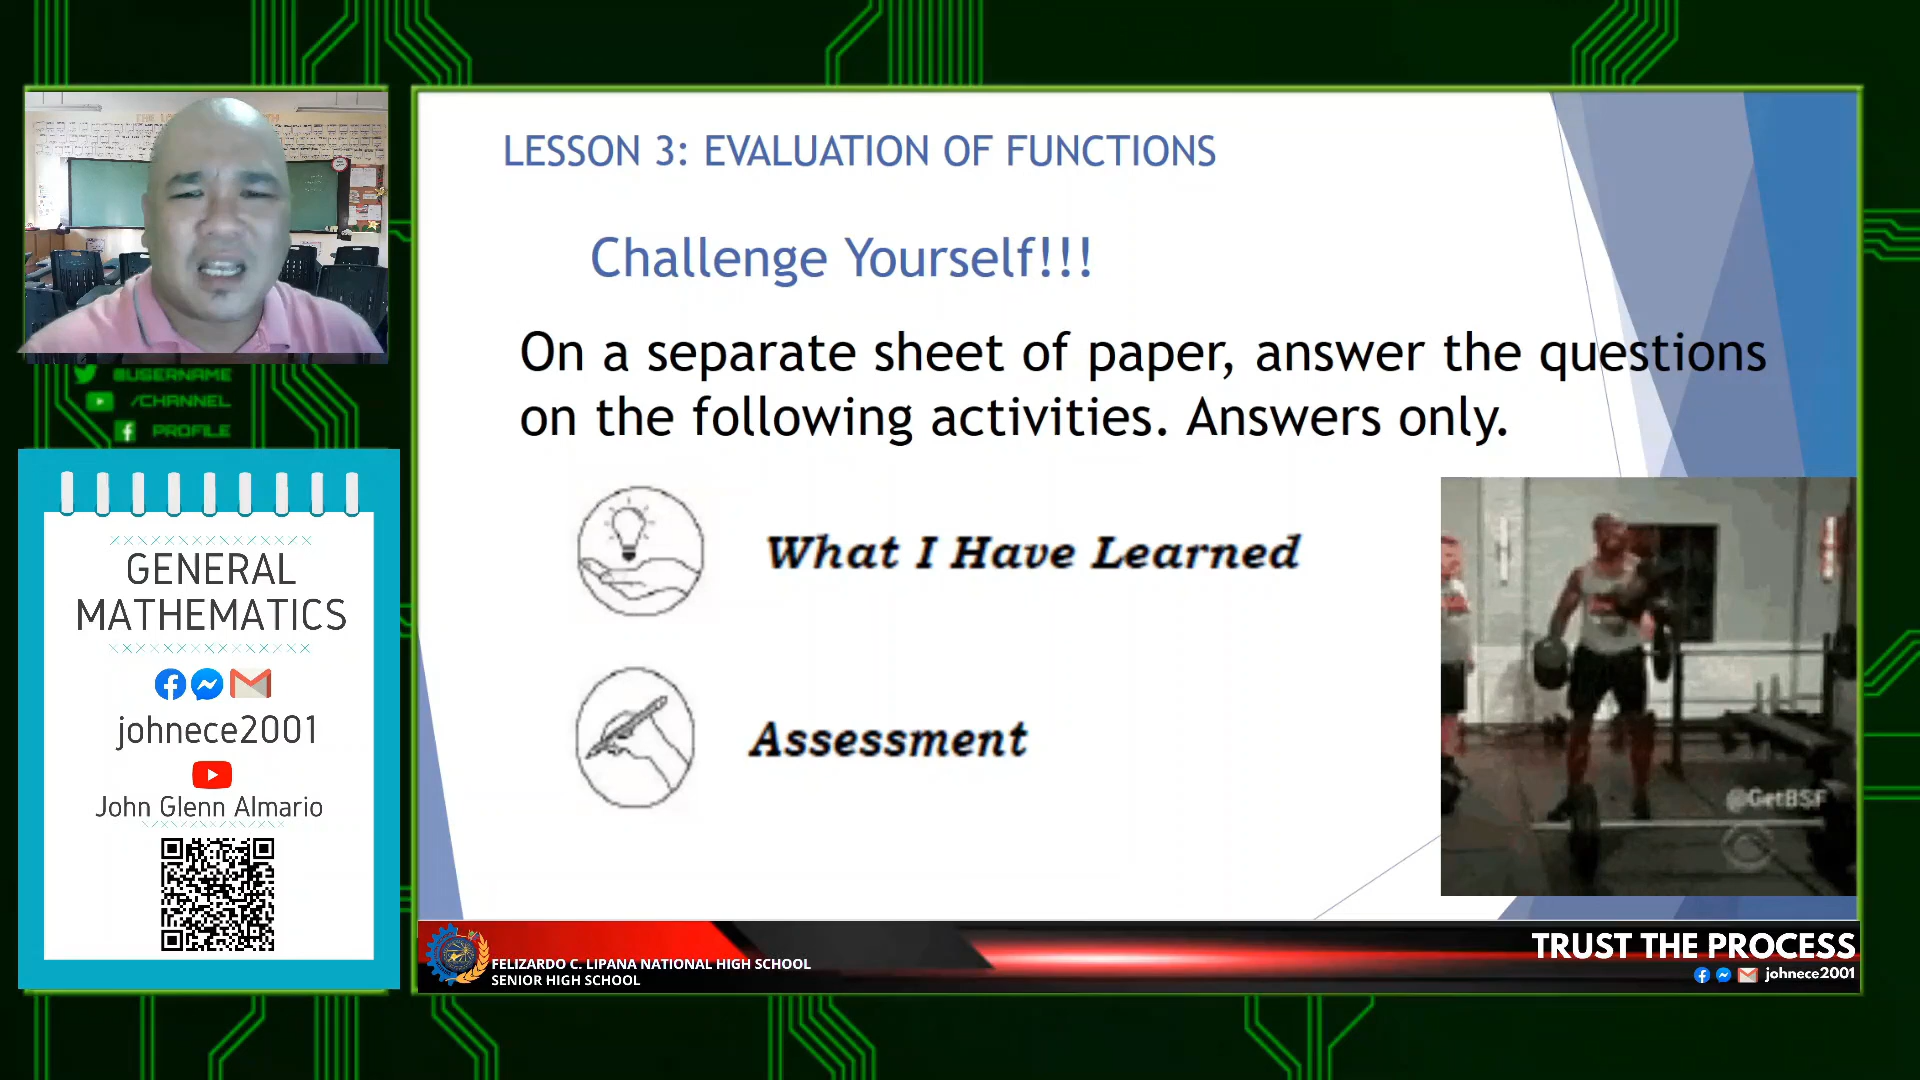 LESSON 3: EVALUATION OF FUNCTIONS
Challenge Yourself!!!
On a separate sheet of paper, answer the questions
on the following activities. Answers only.
What I Have Learned
Assessment
@GetBSF
@USERNAME
/CHANNEL
PROFILE
GENERAL
MATHEMATICS
johnece2001
John Glenn Almario
FELIZARDO C. LIPANA NATIONAL HIGH SCHOOL
SENIOR HIGH SCHOOL
TRUST THE PROCESS
johnece2001